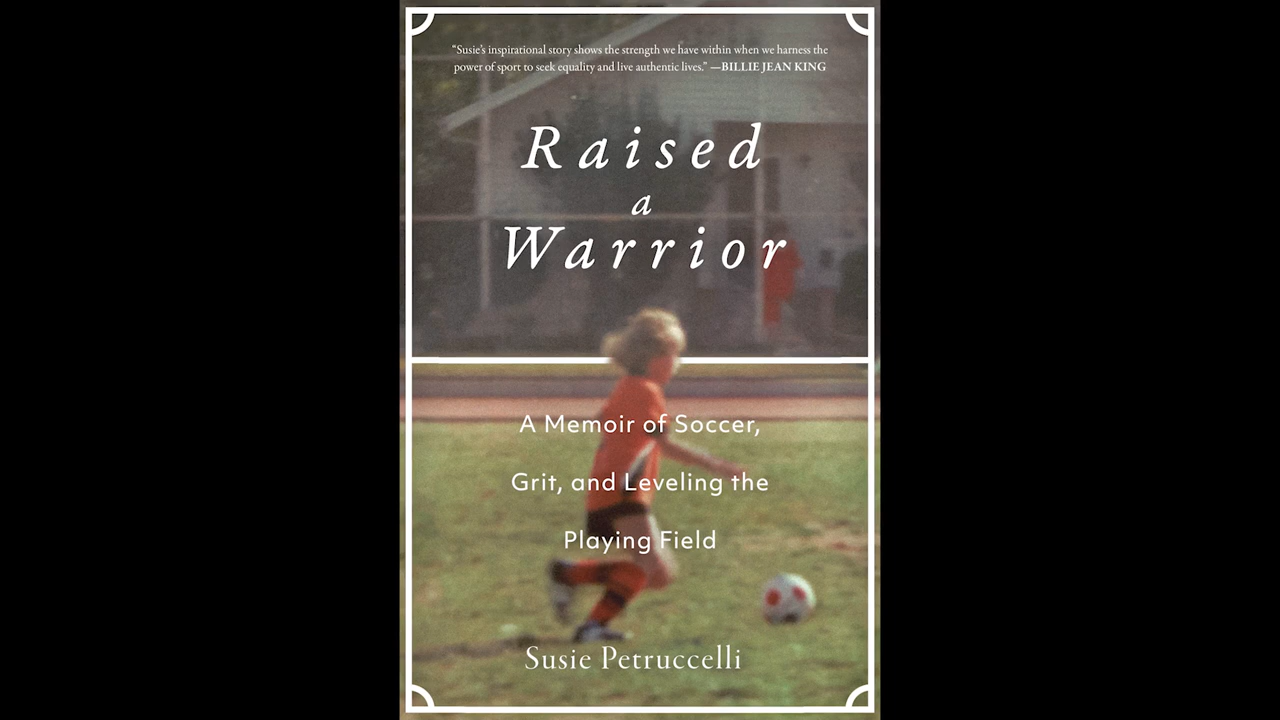 “Susie’s inspirational story shows the strength we have within when we harness the
power of sport to seek equality and live authentic lives.” —BILLIE JEAN KING
Raised
a
Warrior
A Memoir of Soccer,
Grit, and Leveling the
Playing Field
Susie Petruccelli